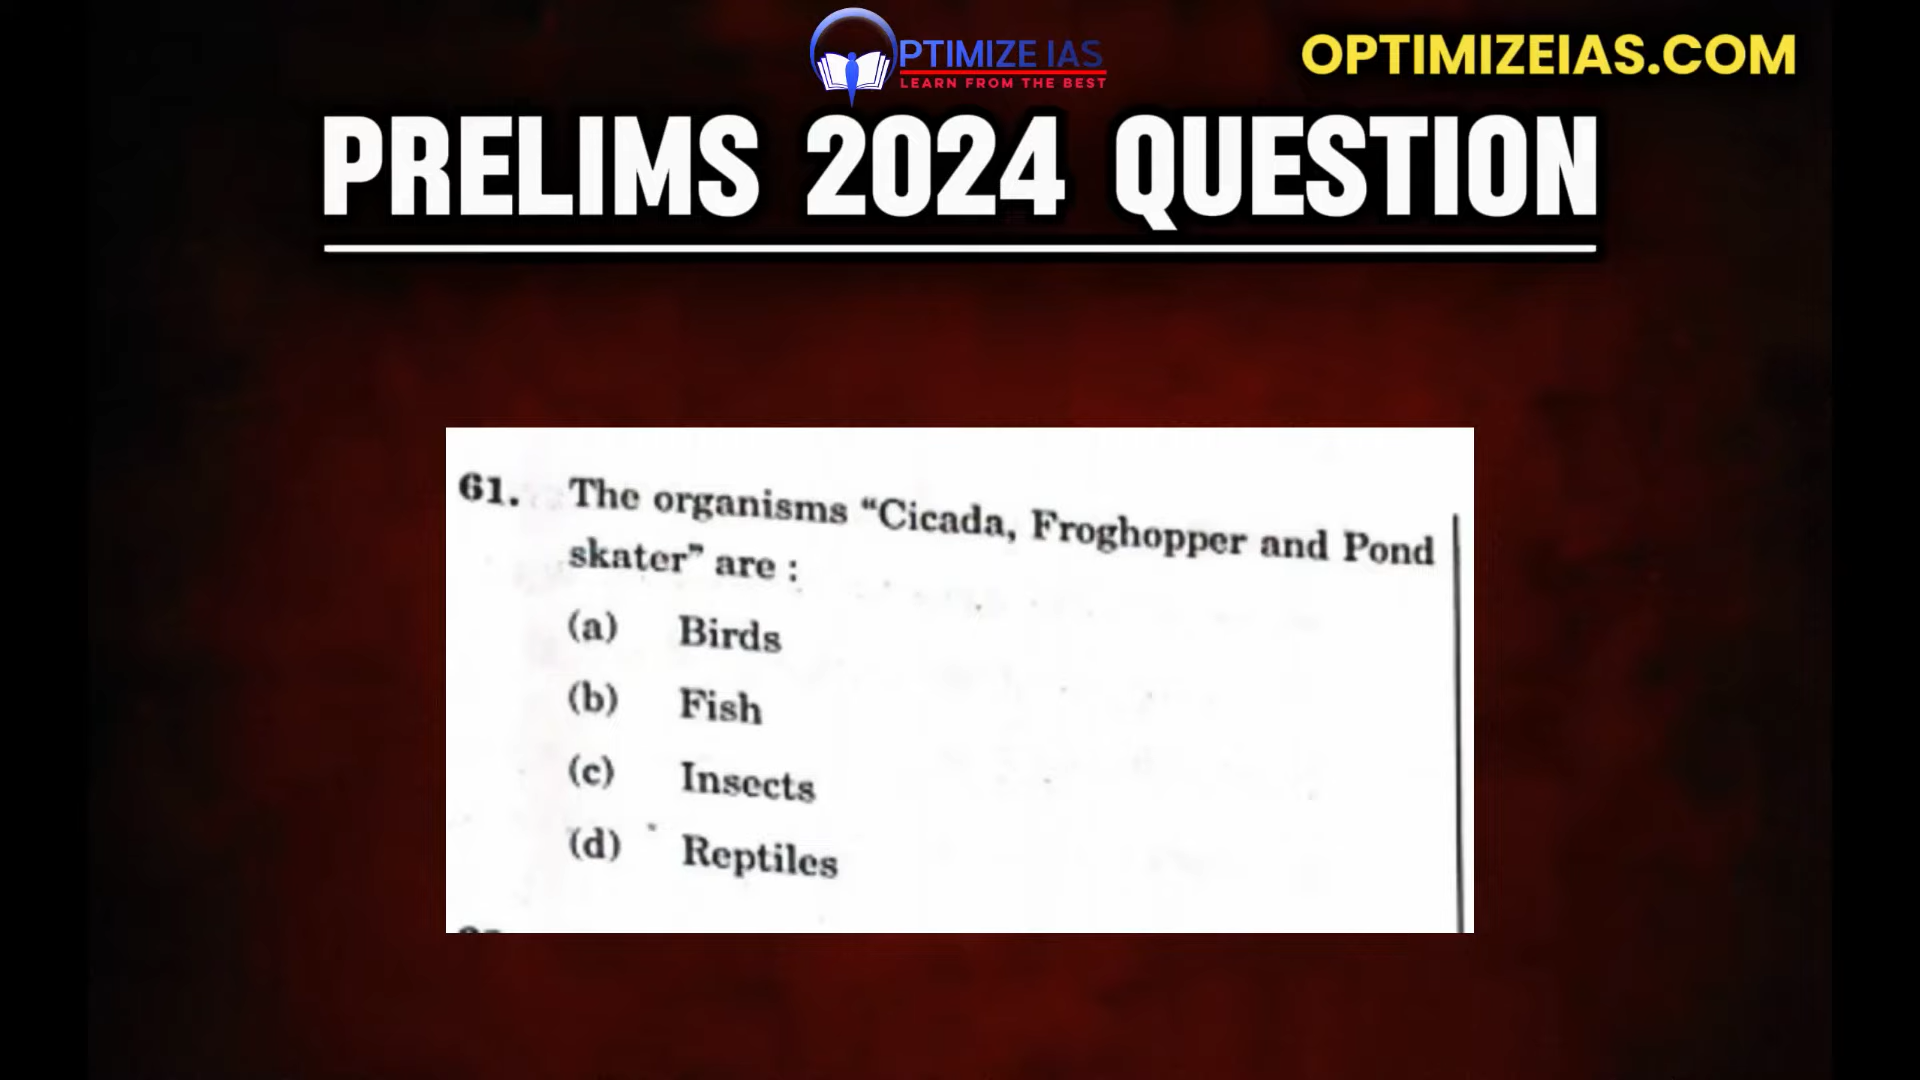 PTIMIZE IAS
LEARN FROM THE BEST
OPTIMIZEIAS.COM
PRELIMS 2024 QUESTION
61. The organisms “Cicada, Froghopper and Pond
skater” are :
(a) Birds
(b) Fish
(c) Insects
(d) Reptiles